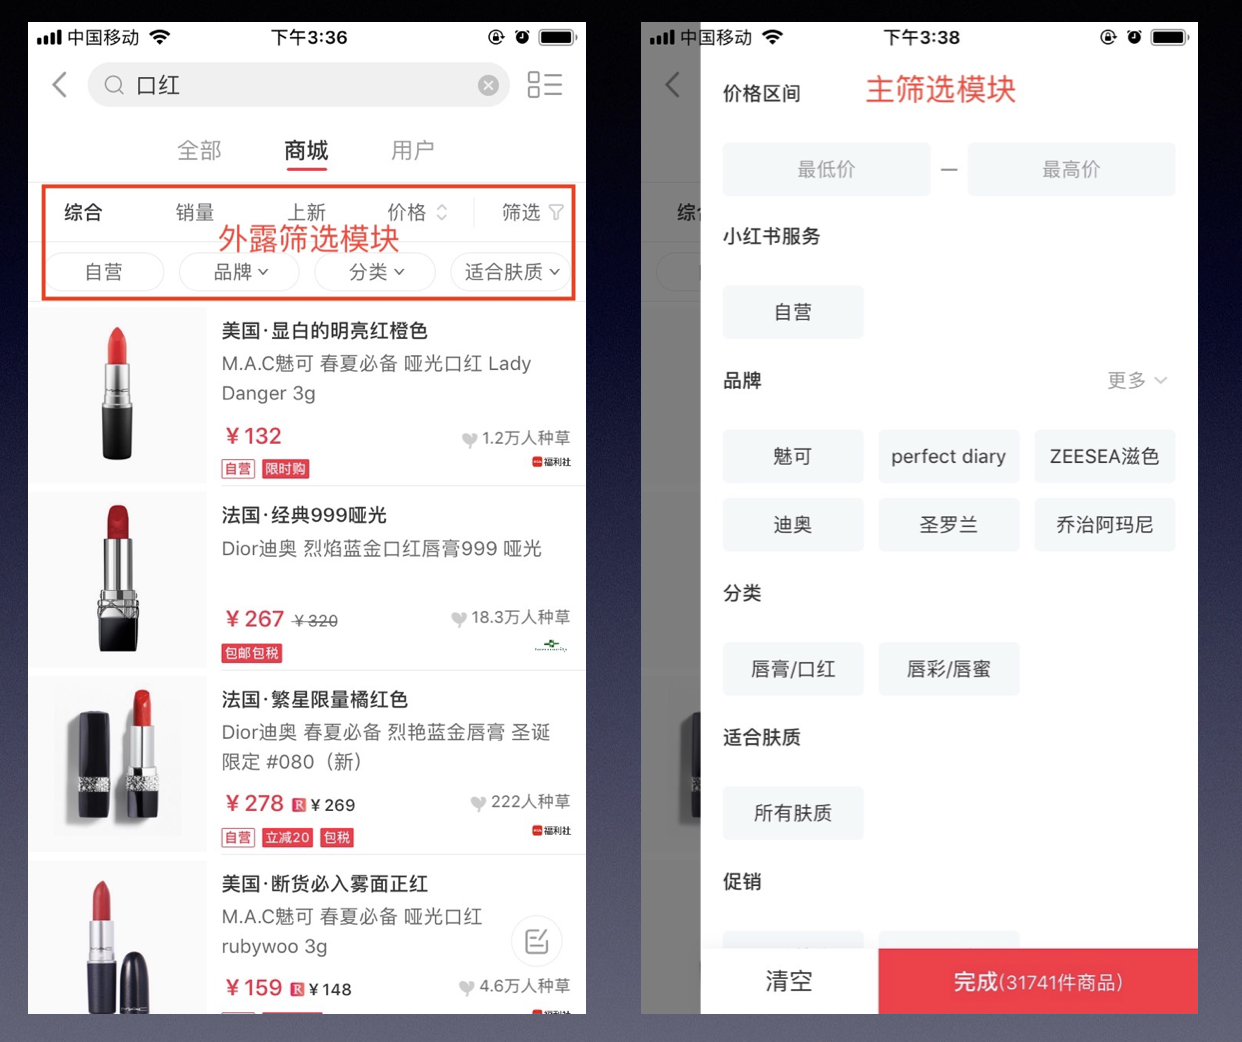 中国移动
下午3:36
口红
全部
商城
用户
综合
销量
上新
价格
筛选
外露筛选模块
自营
品牌
分类
适合肤质
美国·显白的明亮红橙色
M.A.C魅可 春夏必备 哑光口红 Lady
Danger 3g
¥132
1.2万人种草
自营
限时购
福利社
法国·经典999哑光
Dior迪奥 烈焰蓝金口红唇膏999 哑光
¥267 ¥320
18.3万人种草
包邮包税
法国·繁星限量橘红色
Dior迪奥 春夏必备 烈艳蓝金唇膏 圣诞
限定 #080（新）
¥278 R ¥269
222人种草
自营
立减20
包税
福利社
美国·断货必入雾面正红
M.A.C魅可 春夏必备 哑光口红
rubywoo 3g
¥159 R ¥148
4.6万人种草
中国移动
下午3:38
主筛选模块
价格区间
最低价
—
最高价
小红书服务
自营
品牌
更多
魅可
perfect diary
ZEESEA滋色
迪奥
圣罗兰
乔治阿玛尼
分类
唇膏/口红
唇彩/唇蜜
适合肤质
所有肤质
促销
清空
完成(31741件商品)